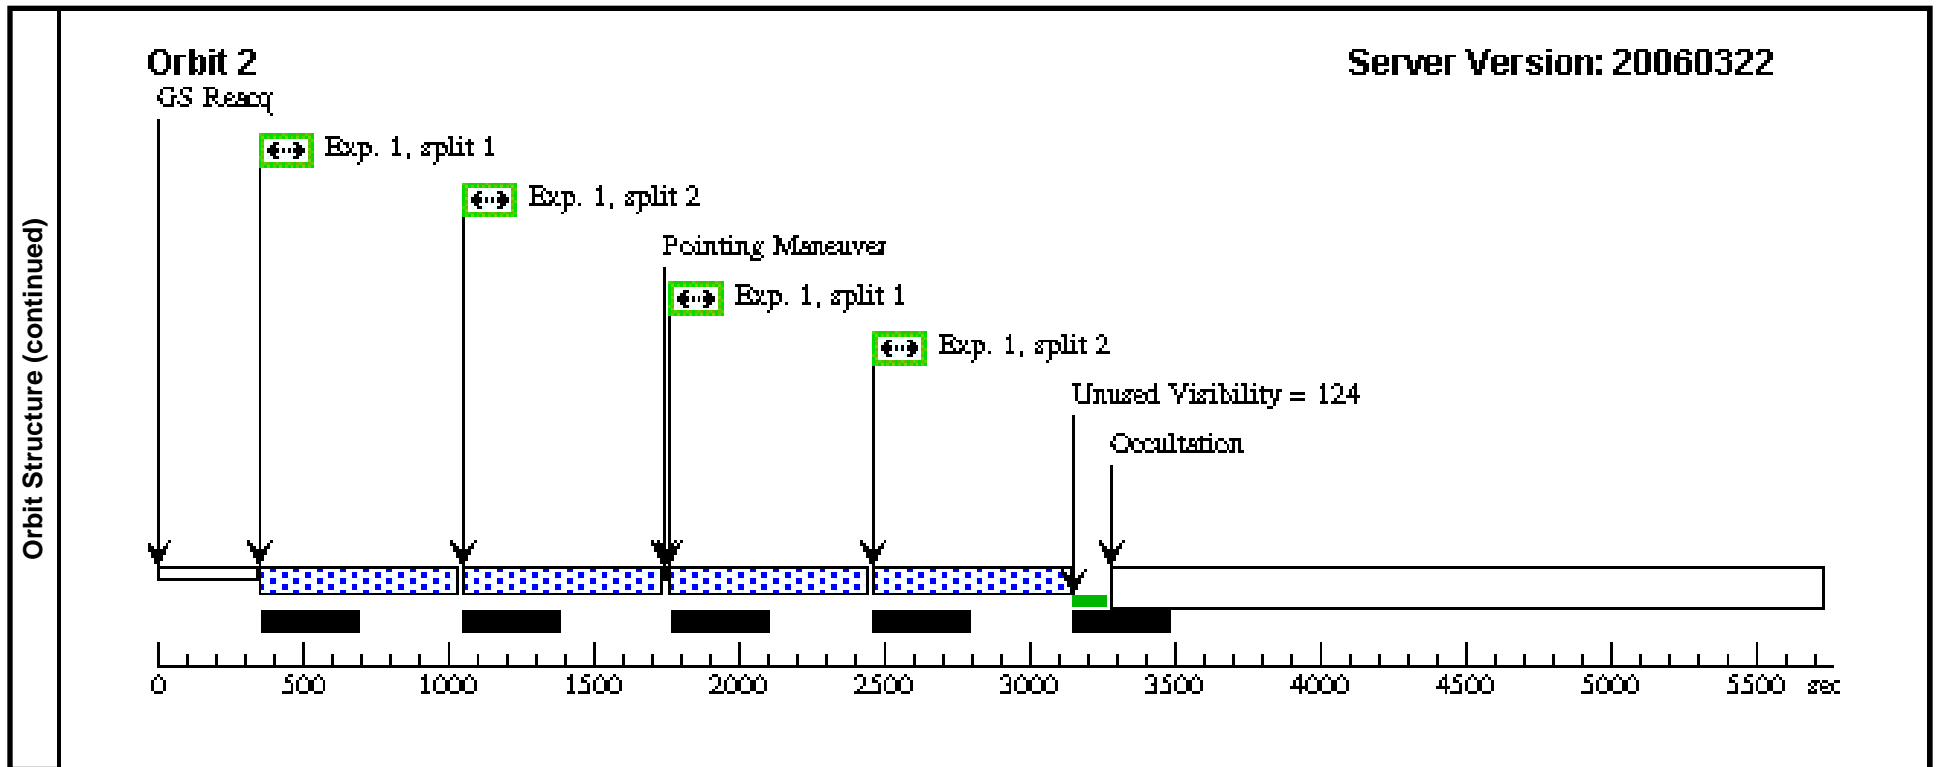 Orbit Structure (continued)
Orbit 2
Server Version: 20060322
GS Reacq
Exp. 1, split 1
Exp. 1, split 2
Pointing Maneuver
Exp. 1, split 1
Exp. 1, split 2
Unused Visibility = 124
Occultation
0 500 1000 1500 2000 2500 3000 3500 4000 4500 5000 5500 sec